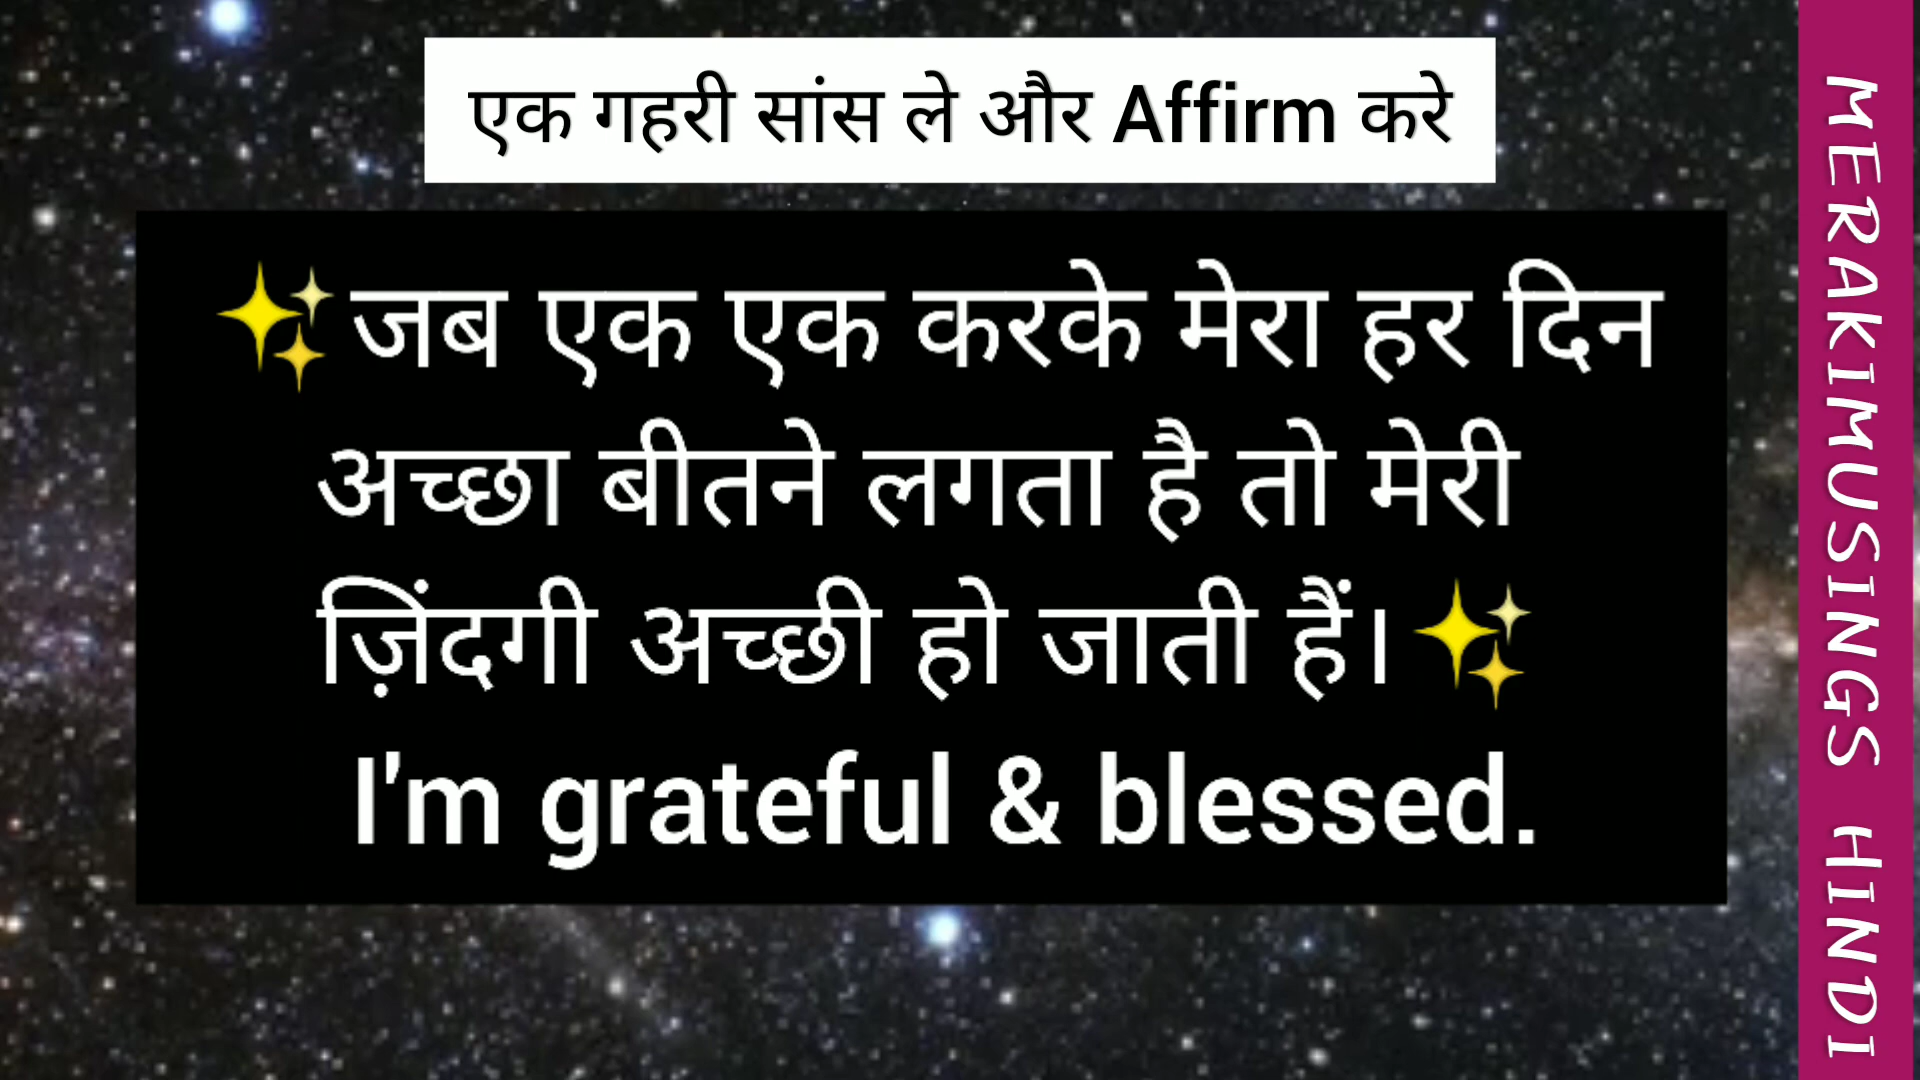 एक गहरी सांस ले और Affirm करे
✨जब एक एक करके मेरा हर दिन
अच्छा बीतने लगता है तो मेरी
ज़िंदगी अच्छी हो जाती हैं।✨
I'm grateful & blessed.
MERAKIMUSINGS HINDI